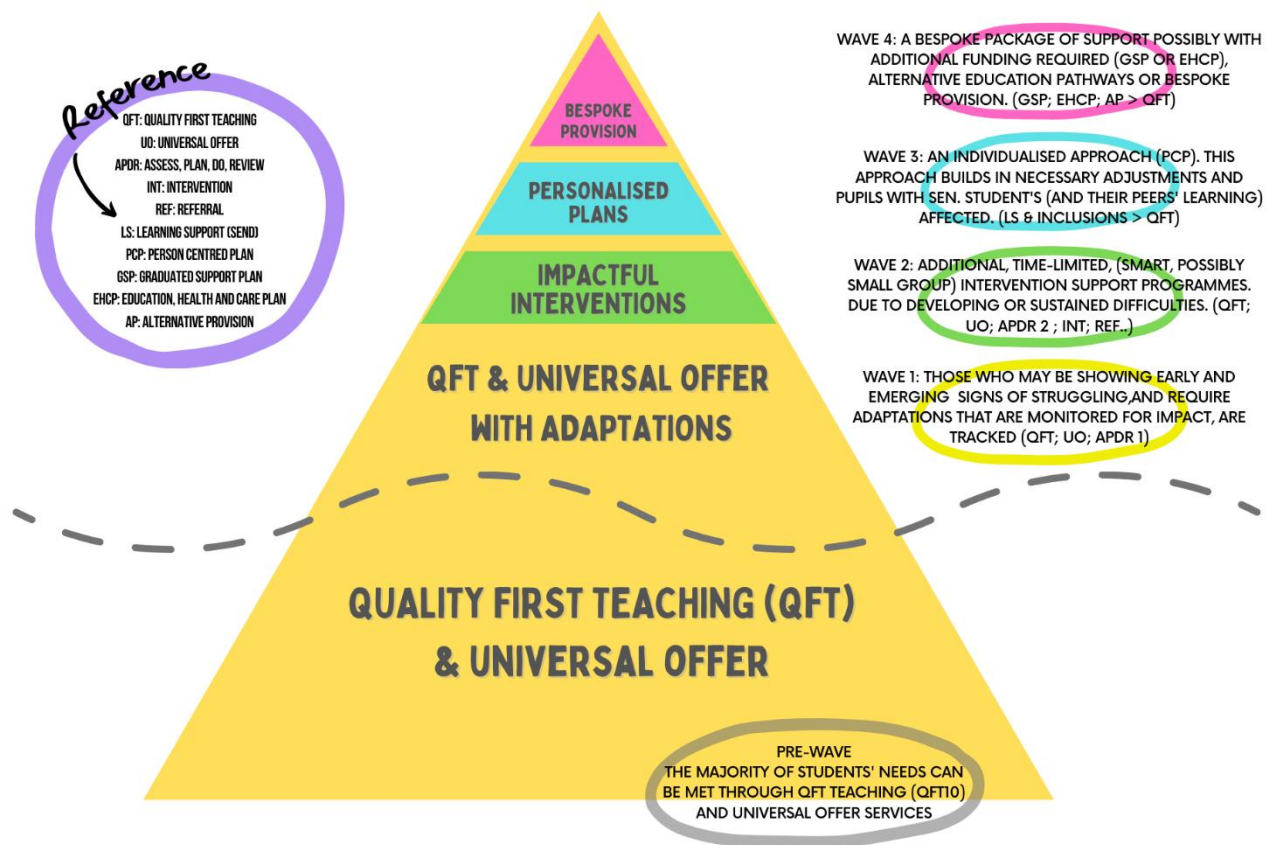 Reference
QFT: QUALITY FIRST TEACHING
UO: UNIVERSAL OFFER
APDR: ASSESS, PLAN, DO, REVIEW
INT: INTERVENTION
REF: REFERRAL
LS: LEARNING SUPPORT (SEND)
PCP: PERSON CENTRED PLAN
GSP: GRADUATED SUPPORT PLAN
EHCP: EDUCATION, HEALTH AND CARE PLAN
AP: ALTERNATIVE PROVISION
BESPOKE
PROVISION
PERSONALISED
PLANS
IMPACTFUL
INTERVENTIONS
QFT & UNIVERSAL OFFER
WITH ADAPTATIONS
QUALITY FIRST TEACHING (QFT)
& UNIVERSAL OFFER
WAVE 4: A BESPOKE PACKAGE OF SUPPORT POSSIBLY WITH
ADDITIONAL FUNDING REQUIRED (GSP OR EHCP),
ALTERNATIVE EDUCATION PATHWAYS OR BESPOKE
PROVISION. (GSP; EHCP; AP > QFT)
WAVE 3: AN INDIVIDUALISED APPROACH (PCP). THIS
APPROACH BUILDS IN NECESSARY ADJUSTMENTS AND
PUPILS WITH SEN. STUDENT'S (AND THEIR PEERS' LEARNING)
AFFECTED. (LS & INCLUSIONS > QFT)
WAVE 2: ADDITIONAL, TIME-LIMITED, (SMART, POSSIBLY
SMALL GROUP) INTERVENTION SUPPORT PROGRAMMES.
DUE TO DEVELOPING OR SUSTAINED DIFFICULTIES. (QFT;
UO; APDR 2 ; INT; REF..)
WAVE 1: THOSE WHO MAY BE SHOWING EARLY AND
EMERGING SIGNS OF STRUGGLING,AND REQUIRE
ADAPTATIONS THAT ARE MONITORED FOR IMPACT, ARE
TRACKED (QFT; UO; APDR 1)
PRE-WAVE
THE MAJORITY OF STUDENTS' NEEDS CAN
BE MET THROUGH QFT TEACHING (QFT10)
AND UNIVERSAL OFFER SERVICES